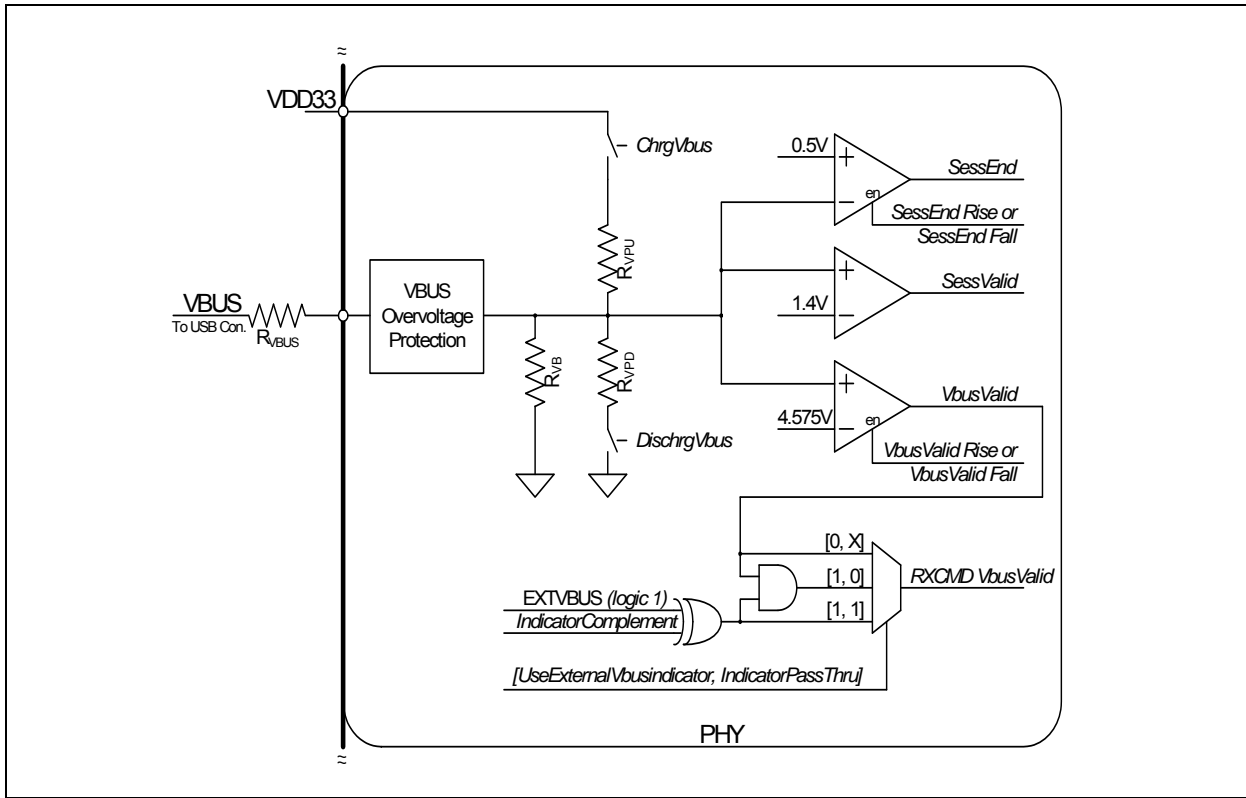 ≈
VDD33
ChrgVbus
RVPU
VBUS
To USB Con.
RVBUS
VBUS
Overvoltage
Protection
RVB
RVPD
DischrgVbus
0.5V
+
−
en
SessEnd
SessEnd Rise or
SessEnd Fall
+
1.4V
−
SessValid
+
4.575V
−
en
VbusValid
VbusValid Rise or
VbusValid Fall
[0, X]
[1, 0]
[1, 1]
RXCMD VbusValid
EXTVBUS (logic 1)
IndicatorComplement
[UseExternalVbusindicator, IndicatorPassThru]
PHY
≈